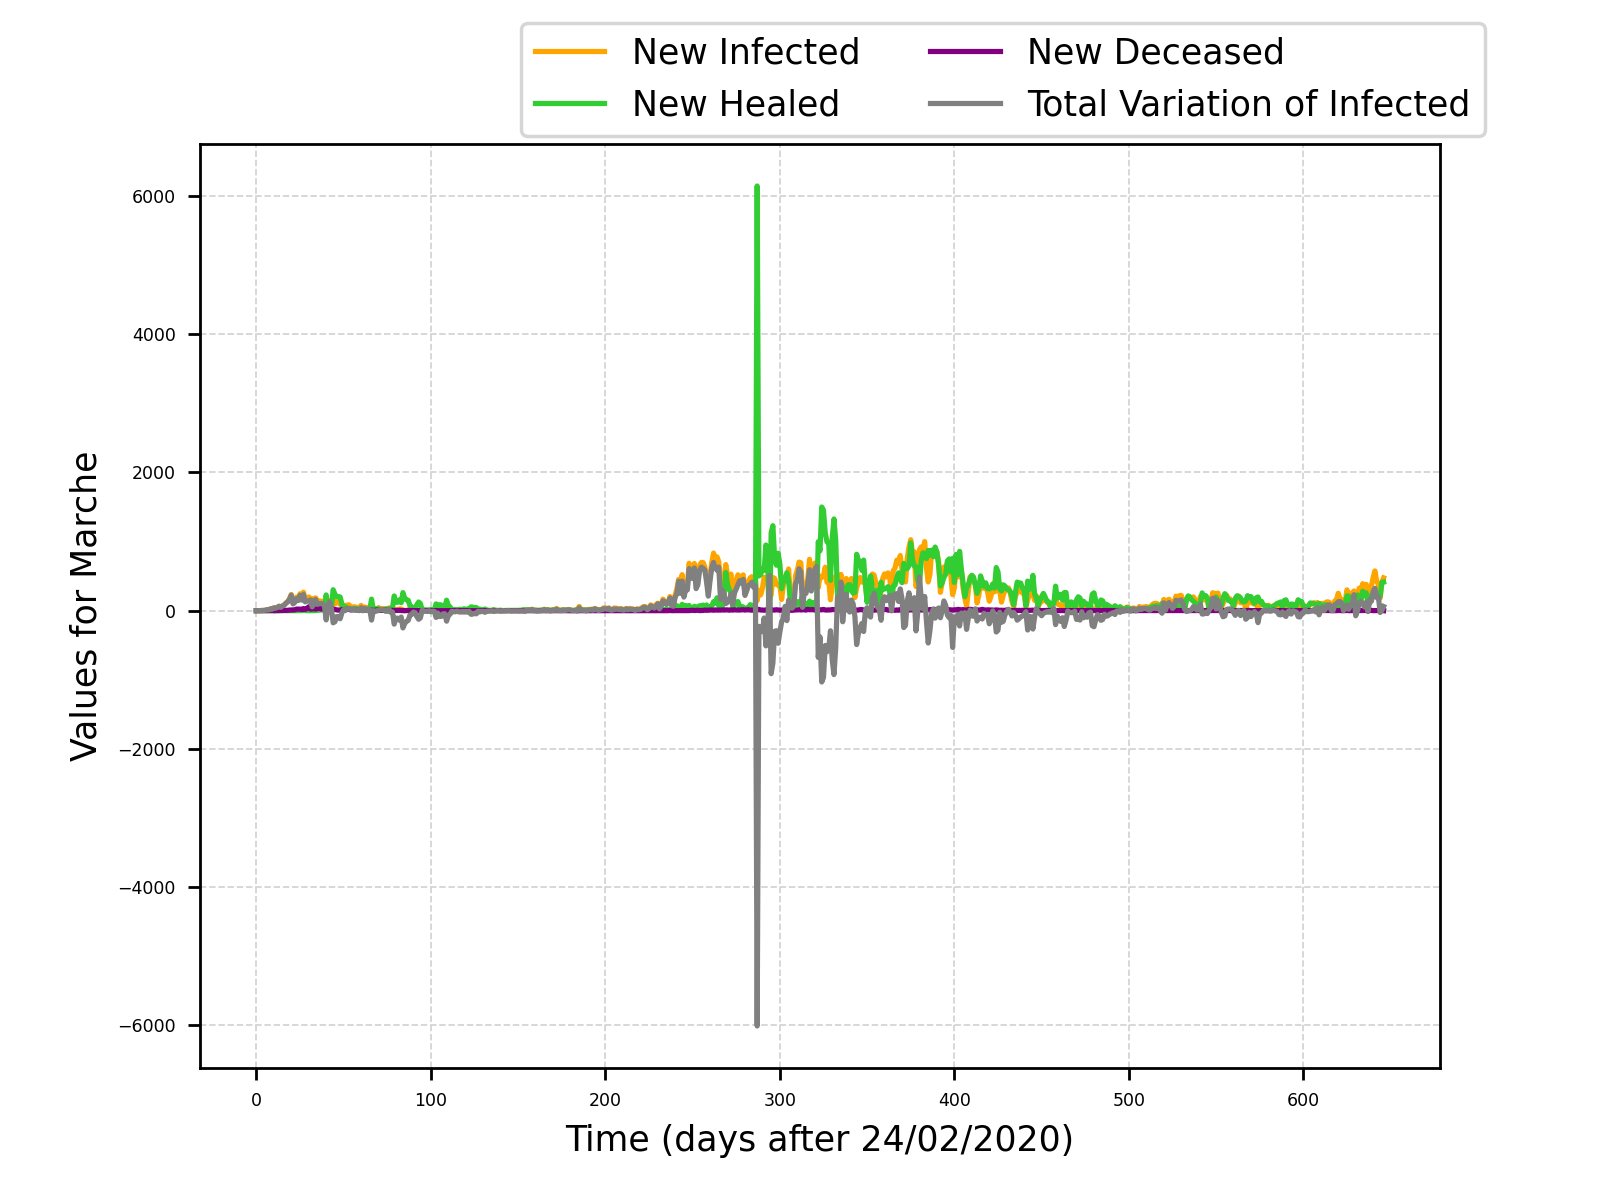 New Infected
New Healed
New Deceased
Total Variation of Infected
Values for Marche
6000
4000
2000
0
−2000
−4000
−6000
0 100 200 300 400 500 600
Time (days after 24/02/2020)